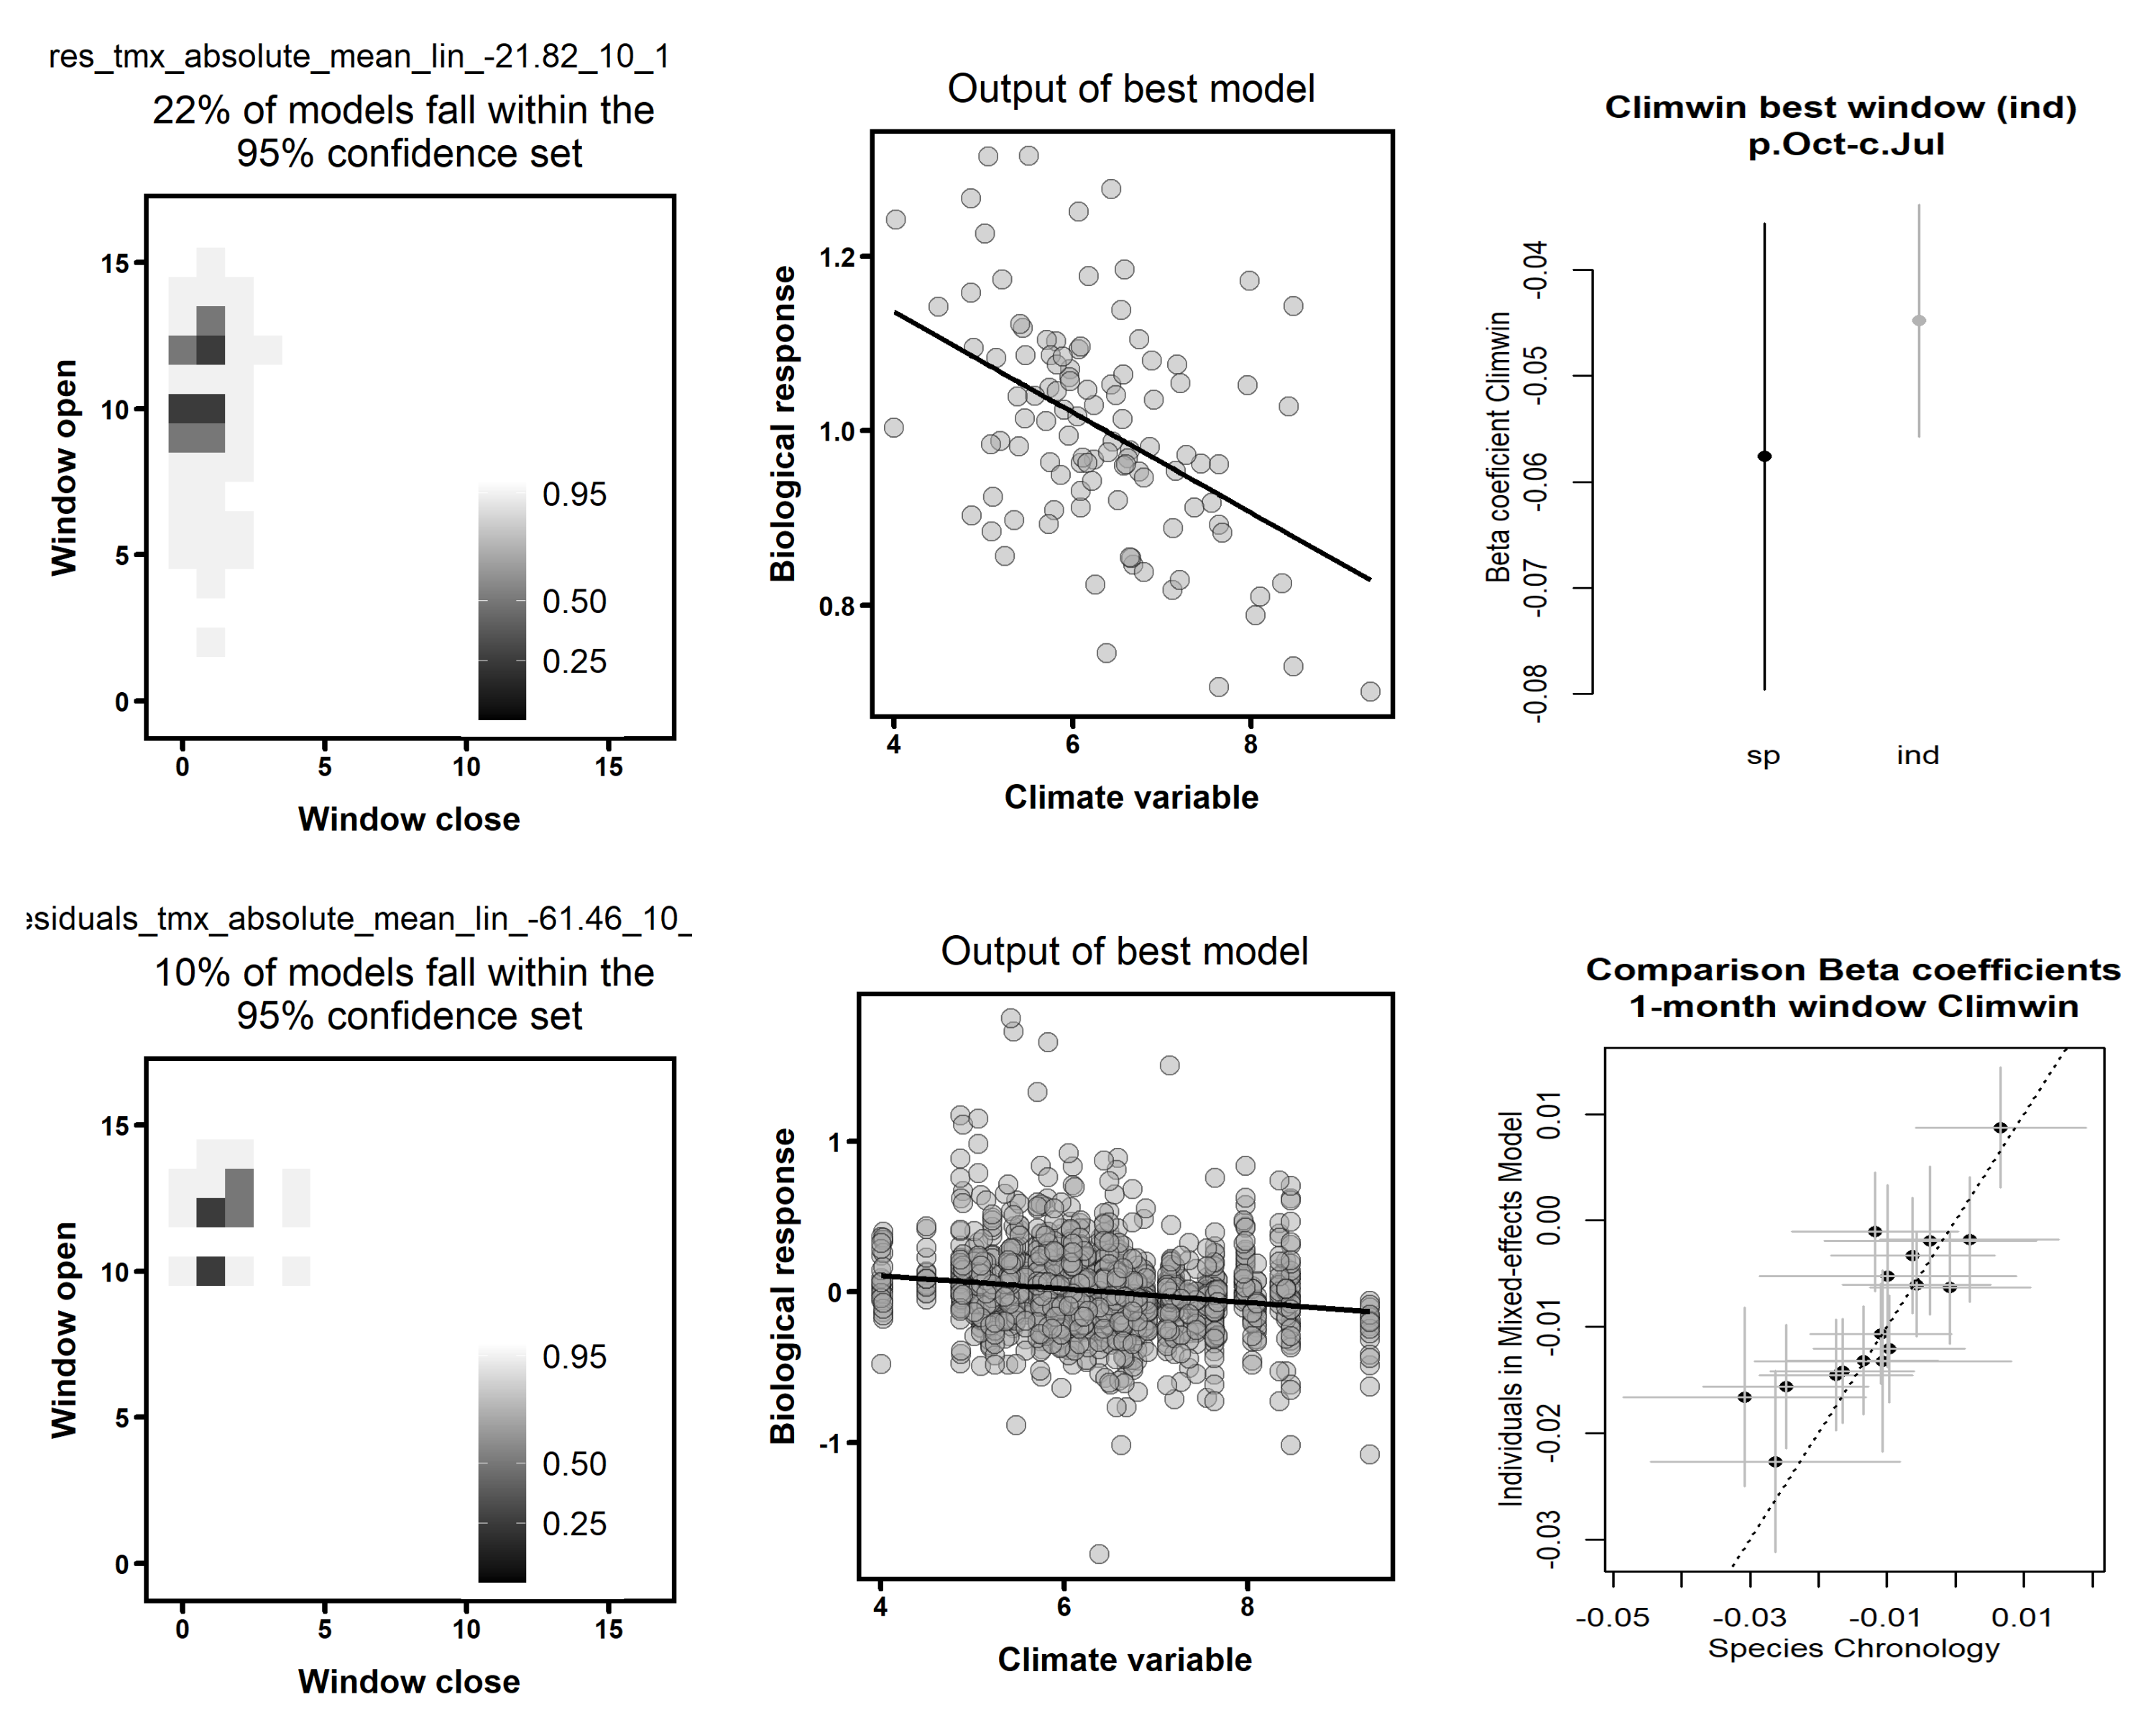 res_tmx_absolute_mean_lin_-21.82_10_1
22% of models fall within the
95% confidence set
Window open
15
10
5
0
0.95
0.50
0.25
0 5 10 15
Window close
Output of best model
Biological response
1.2
1.0
0.8
4 6 8
Climate variable
Climwin best window (ind)
p.Oct-c.Jul
Beta coeficient Climwin
-0.04
-0.05
-0.06
-0.07
-0.08
sp ind
esiduals_tmx_absolute_mean_lin_-61.46_10_
10% of models fall within the
95% confidence set
Window open
15
10
5
0
0.95
0.50
0.25
0 5 10 15
Window close
Output of best model
Biological response
1
0
-1
4 6 8
Climate variable
Comparison Beta coefficients
1-month window Climwin
Individuals in Mixed-effects Model
0.01
0.00
-0.01
-0.02
-0.03
-0.05 -0.03 -0.01 0.01
Species Chronology